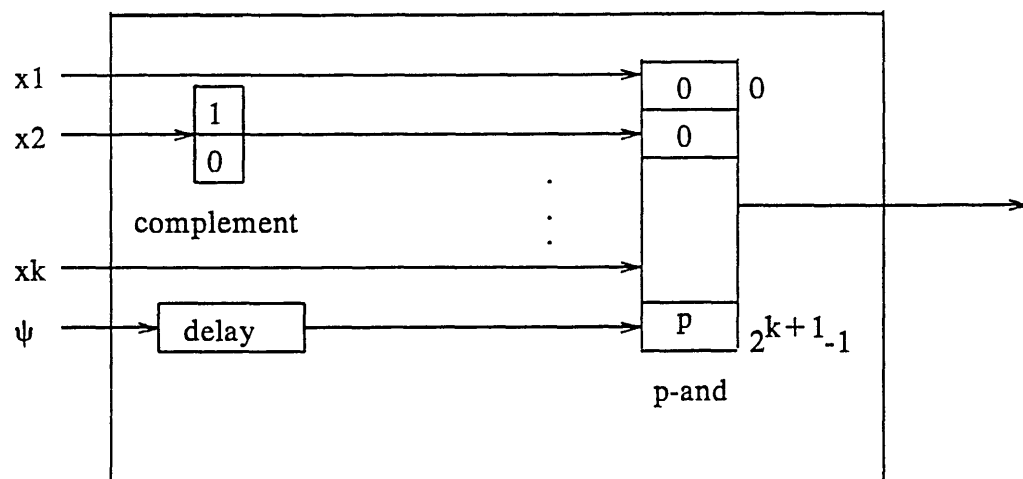 x1
0 0
1
x2
0
0
complement
xk
ψ
delay
p
2^k+1-1
p-and